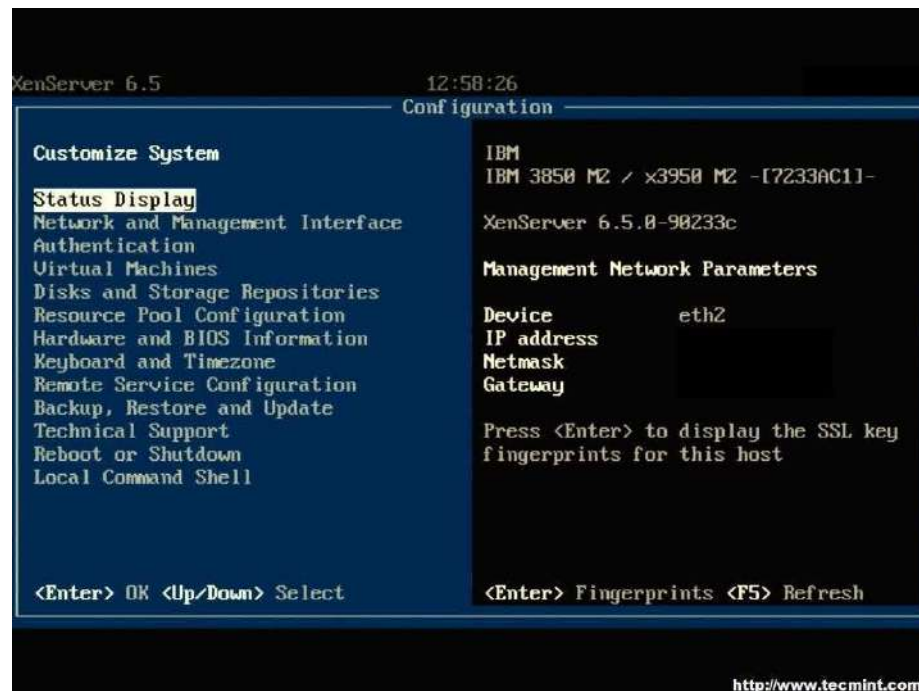 XenServer 6.5 12:58:26
Configuration
Customize System
Status Display
Network and Management Interface
Authentication
Virtual Machines
Disks and Storage Repositories
Resource Pool Configuration
Hardware and BIOS Information
Keyboard and Timezone
Remote Service Configuration
Backup, Restore and Update
Technical Support
Reboot or Shutdown
Local Command Shell
<Enter> OK <Up/Down> Select
IBM
IBM 3850 M2 / x3950 M2 -[7233AC1]-
XenServer 6.5.0-90233c
Management Network Parameters
Device eth2
IP address
Netmask
Gateway
Press <Enter> to display the SSL key
fingerprints for this host
<Enter> Fingerprints <F5> Refresh
http://www.tecmint.com